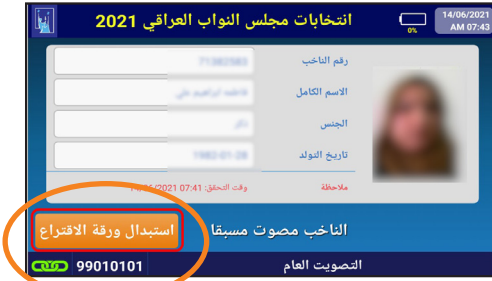 14/06/2021
AM 07:43
0%
انتخابات مجلس النواب العراقي 2021
رقم الناخب
الاسم الكامل
الجنس
تاريخ التولد
ملاحظة وقت التحقق: 07:41 14/06/2021
الناخب مصوت مسبقا استبدال ورقة الاقتراع
التصويت العام 99010101